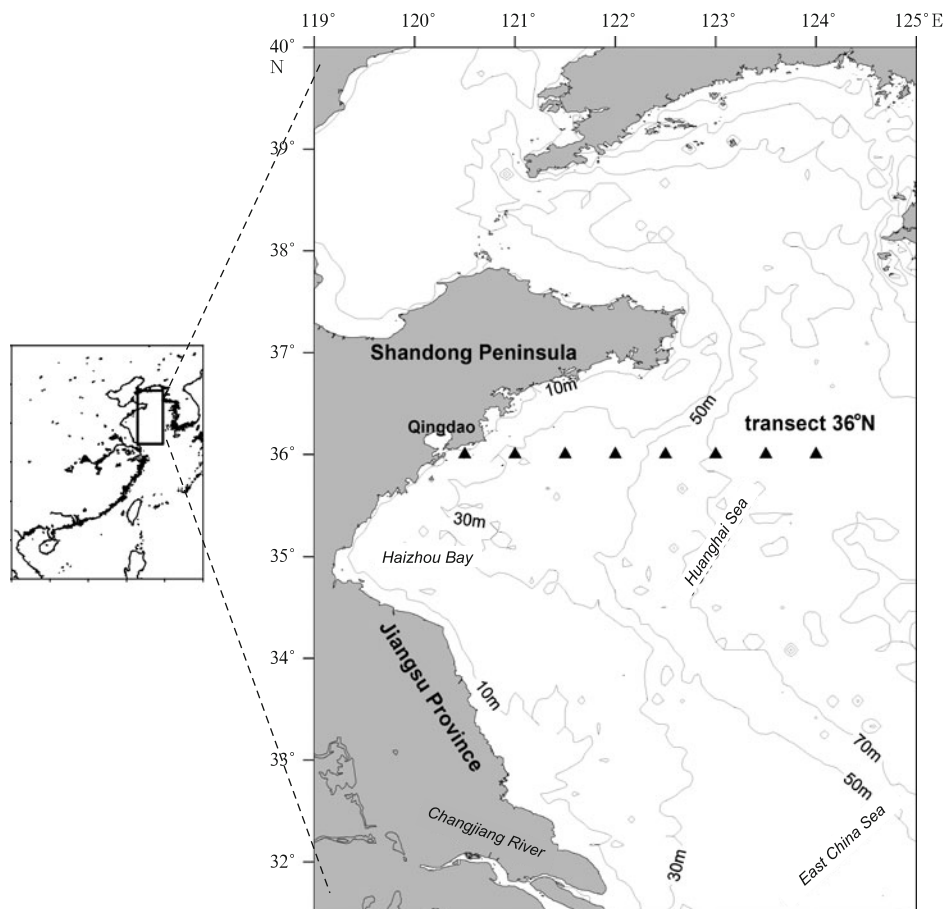 119°
120°
121°
122°
123°
124°
125°E
40°
N
39°
38°
37°
36°
35°
34°
33°
32°
Shandong Peninsula
10m
50m
Qingdao
transect 36°N
30m
Haizhou Bay
Huanghai Sea
Jiangsu Province
10m
70m
50m
Changjiang River
30m
East China Sea